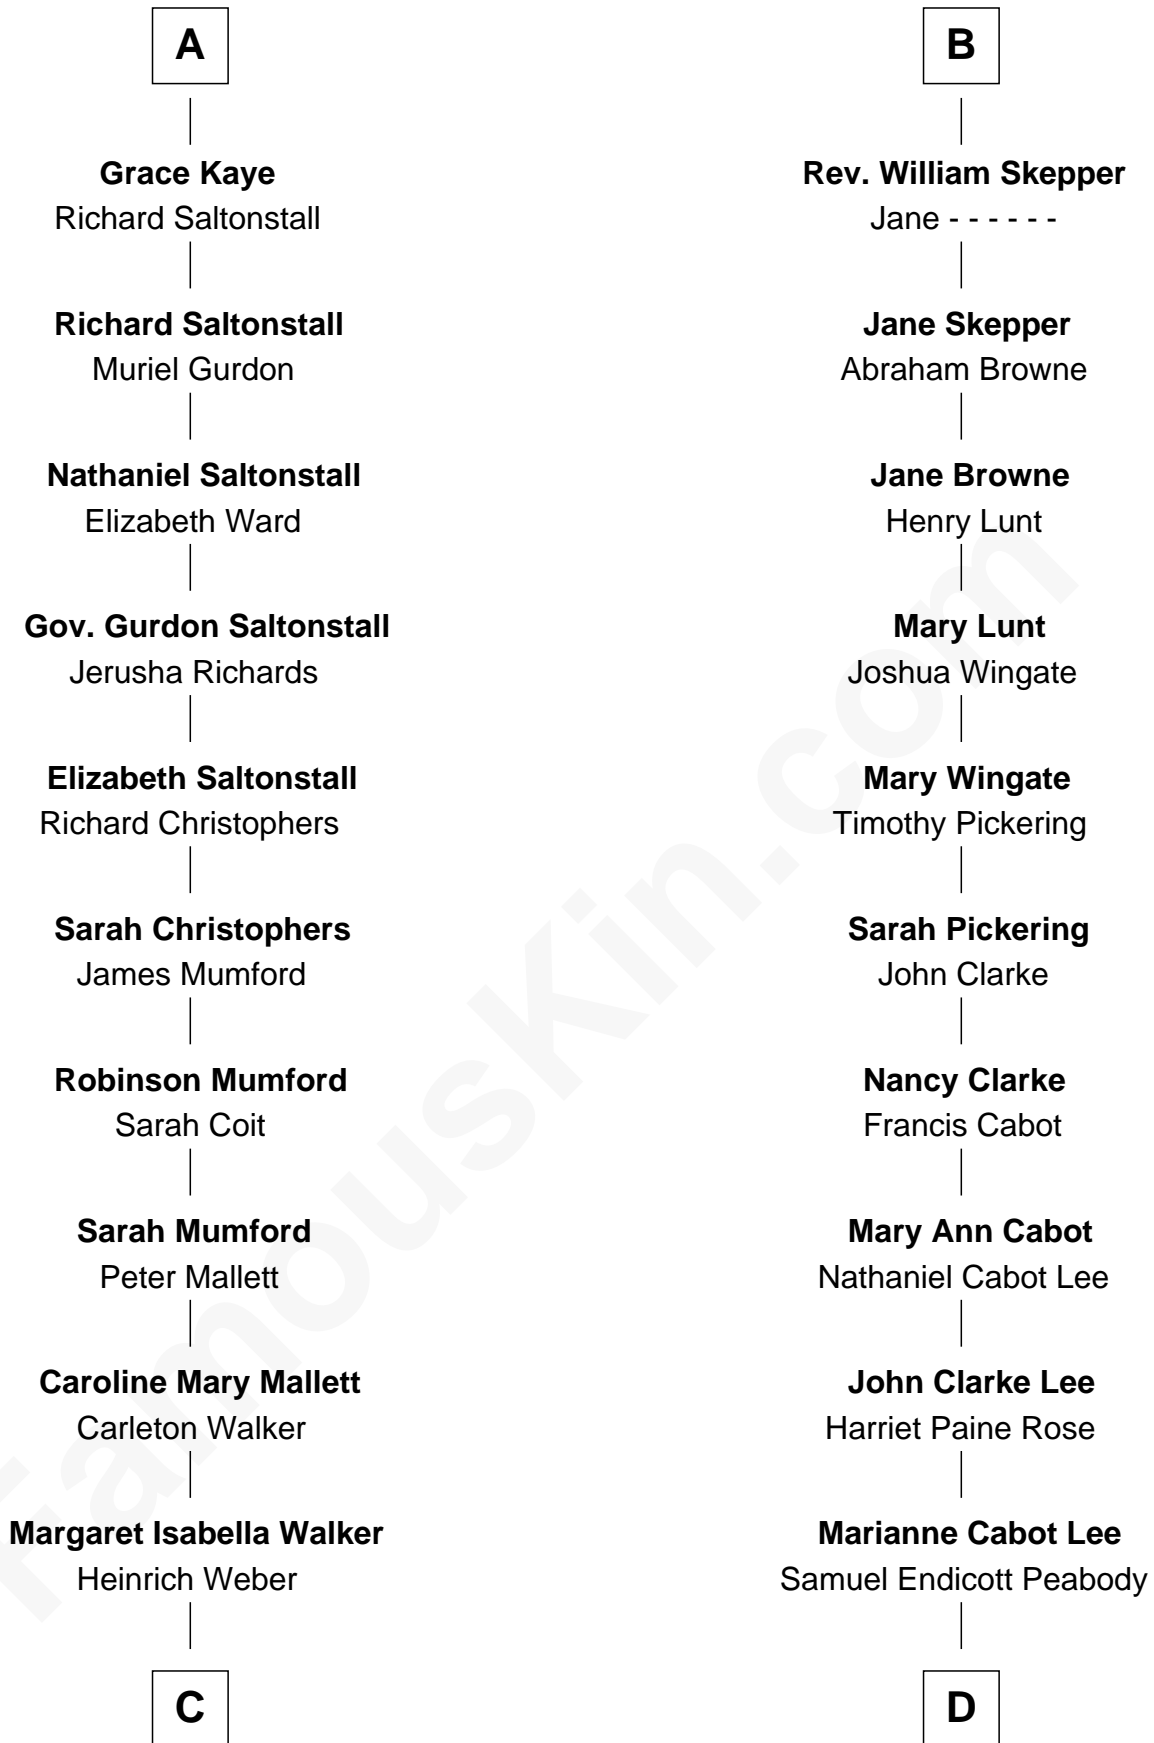 A
Grace Kaye
Richard Saltonstall
Richard Saltonstall
Muriel Gurdon
Nathaniel Saltonstall
Elizabeth Ward
Gov. Gurdon Saltonstall
Jerusha Richards
Elizabeth Saltonstall
Richard Christophers
Sarah Christophers
James Mumford
Robinson Mumford
Sarah Coit
Sarah Mumford
Peter Mallett
Caroline Mary Mallett
Carleton Walker
Margaret Isabella Walker
Heinrich Weber
C
B
Rev. William Skepper
Jane - - - - - -
Jane Skepper
Abraham Browne
Jane Browne
Henry Lunt
Mary Lunt
Joshua Wingate
Mary Wingate
Timothy Pickering
Sarah Pickering
John Clarke
Nancy Clarke
Francis Cabot
Mary Ann Cabot
Nathaniel Cabot Lee
John Clarke Lee
Harriet Paine Rose
Marianne Cabot Lee
Samuel Endicott Peabody
D
FamousKin.com